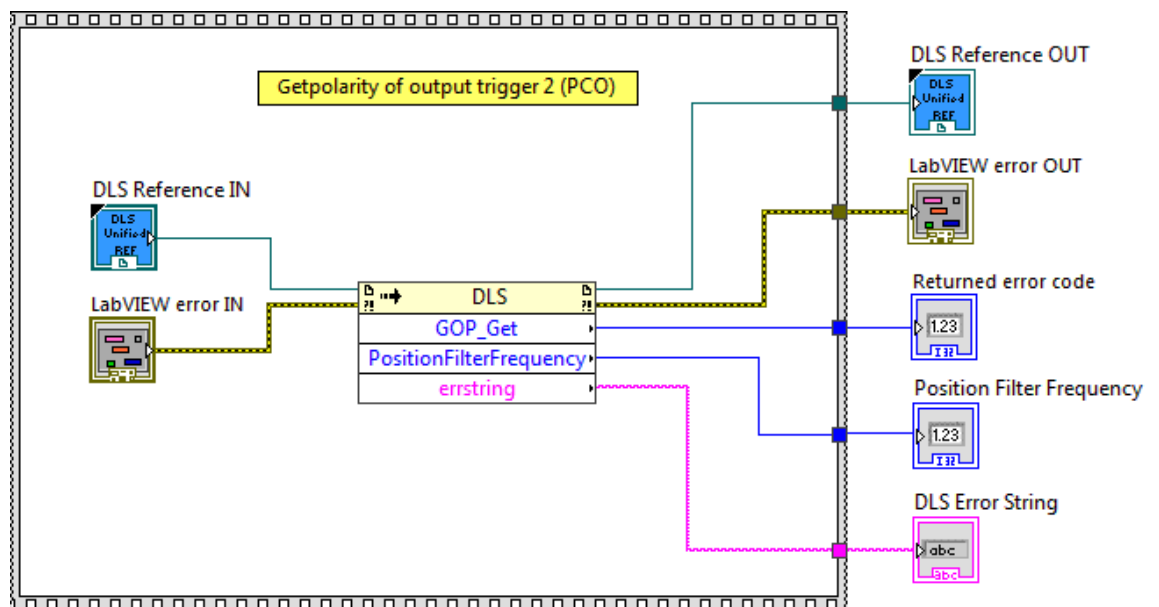 DLS Reference OUT
DLS
Unified
REF
Getpolarity of output trigger 2 (PCO)
LabVIEW error OUT
DLS Reference IN
DLS
Unified
REF
LabVIEW error IN
Returned error code
1.23
I32
?!
DLS
?!
GOP_Get
PositionFilterFrequency
errstring
Position Filter Frequency
1.23
I32
DLS Error String
abc
abc